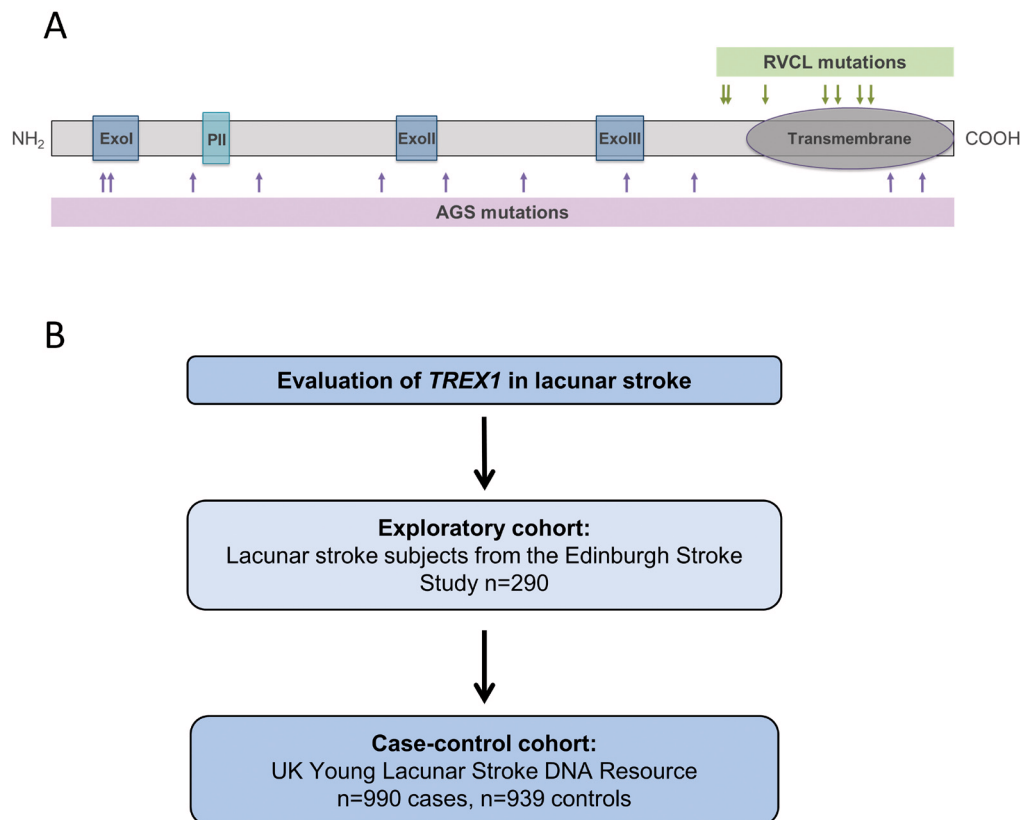 A
RVCL mutations
NH2 ExoI PII ExoII ExoIII Transmembrane COOH
AGS mutations
B
Evaluation of TREX1 in lacunar stroke
Exploratory cohort:
Lacunar stroke subjects from the Edinburgh Stroke
Study n=290
Case-control cohort:
UK Young Lacunar Stroke DNA Resource
n=990 cases, n=939 controls